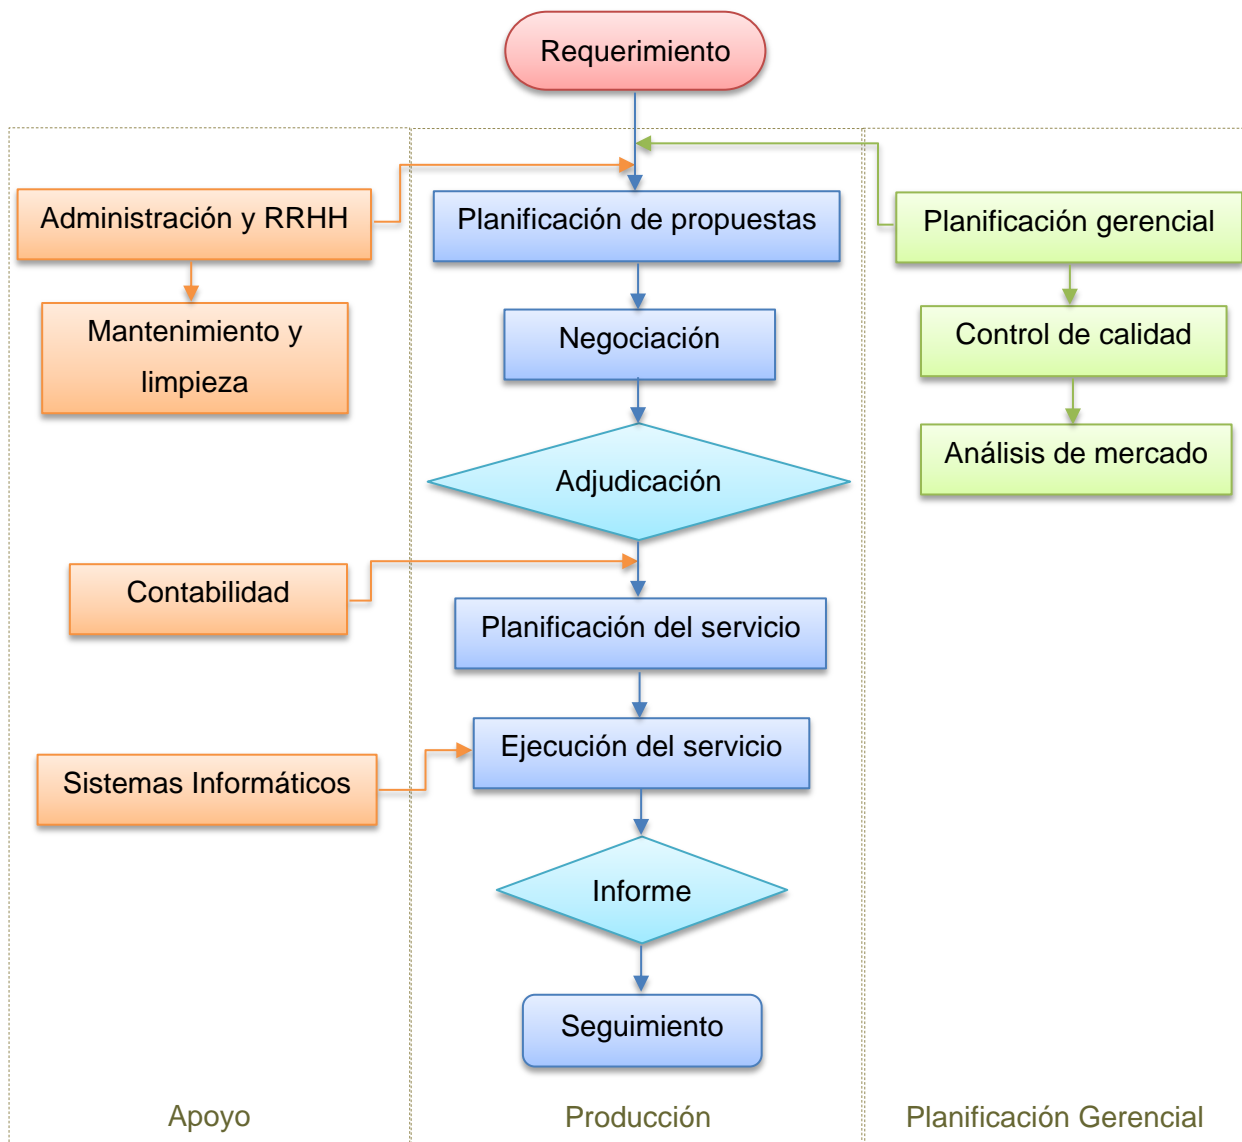 Requerimiento
Administración y RRHH
Mantenimiento y
limpieza
Contabilidad
Sistemas Informáticos
Apoyo
Planificación de propuestas
Negociación
Adjudicación
Planificación del servicio
Ejecución del servicio
Informe
Seguimiento
Producción
Planificación gerencial
Control de calidad
Análisis de mercado
Planificación Gerencial